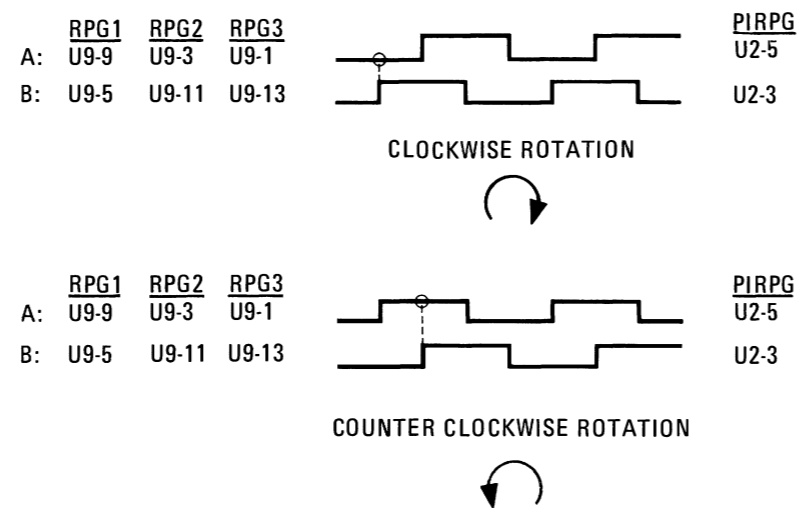 RPG1 RPG2 RPG3 PIRPG
A: U9-9 U9-3 U9-1 U2-5
B: U9-5 U9-11 U9-13 U2-3
CLOCKWISE ROTATION
RPG1 RPG2 RPG3 PIRPG
A: U9-9 U9-3 U9-1 U2-5
B: U9-5 U9-11 U9-13 U2-3
COUNTER CLOCKWISE ROTATION